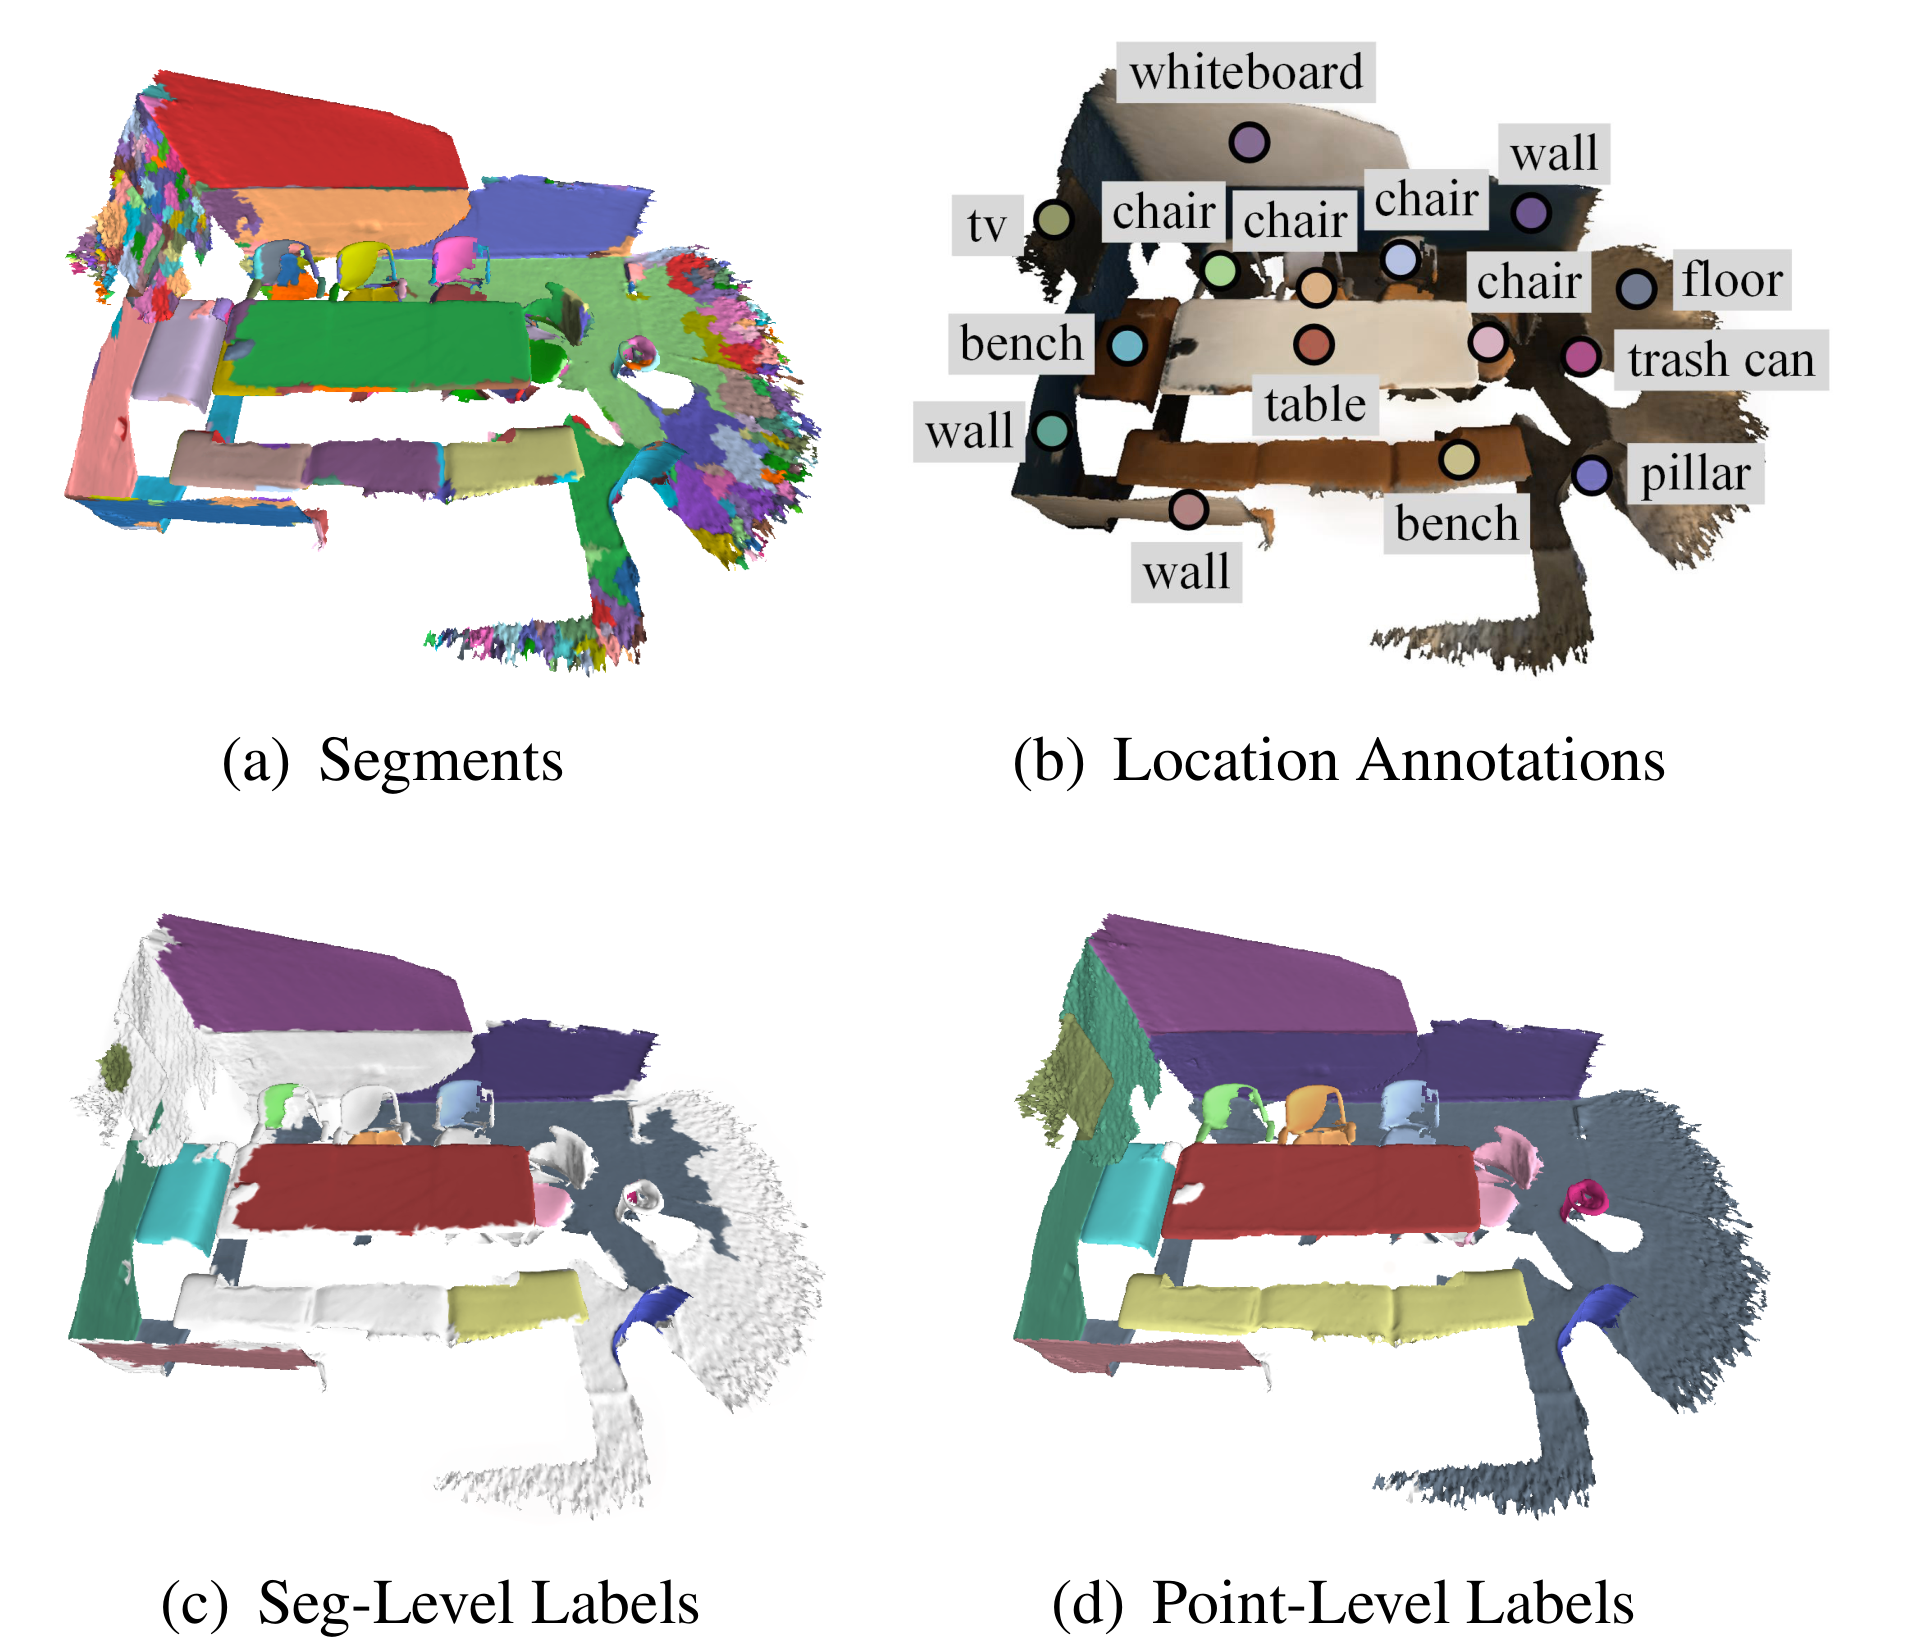 whiteboard
wall
tv
chair
chair
chair
chair
floor
bench
trash can
table
wall
pillar
bench
wall
(a) Segments
(b) Location Annotations
(c) Seg-Level Labels
(d) Point-Level Labels